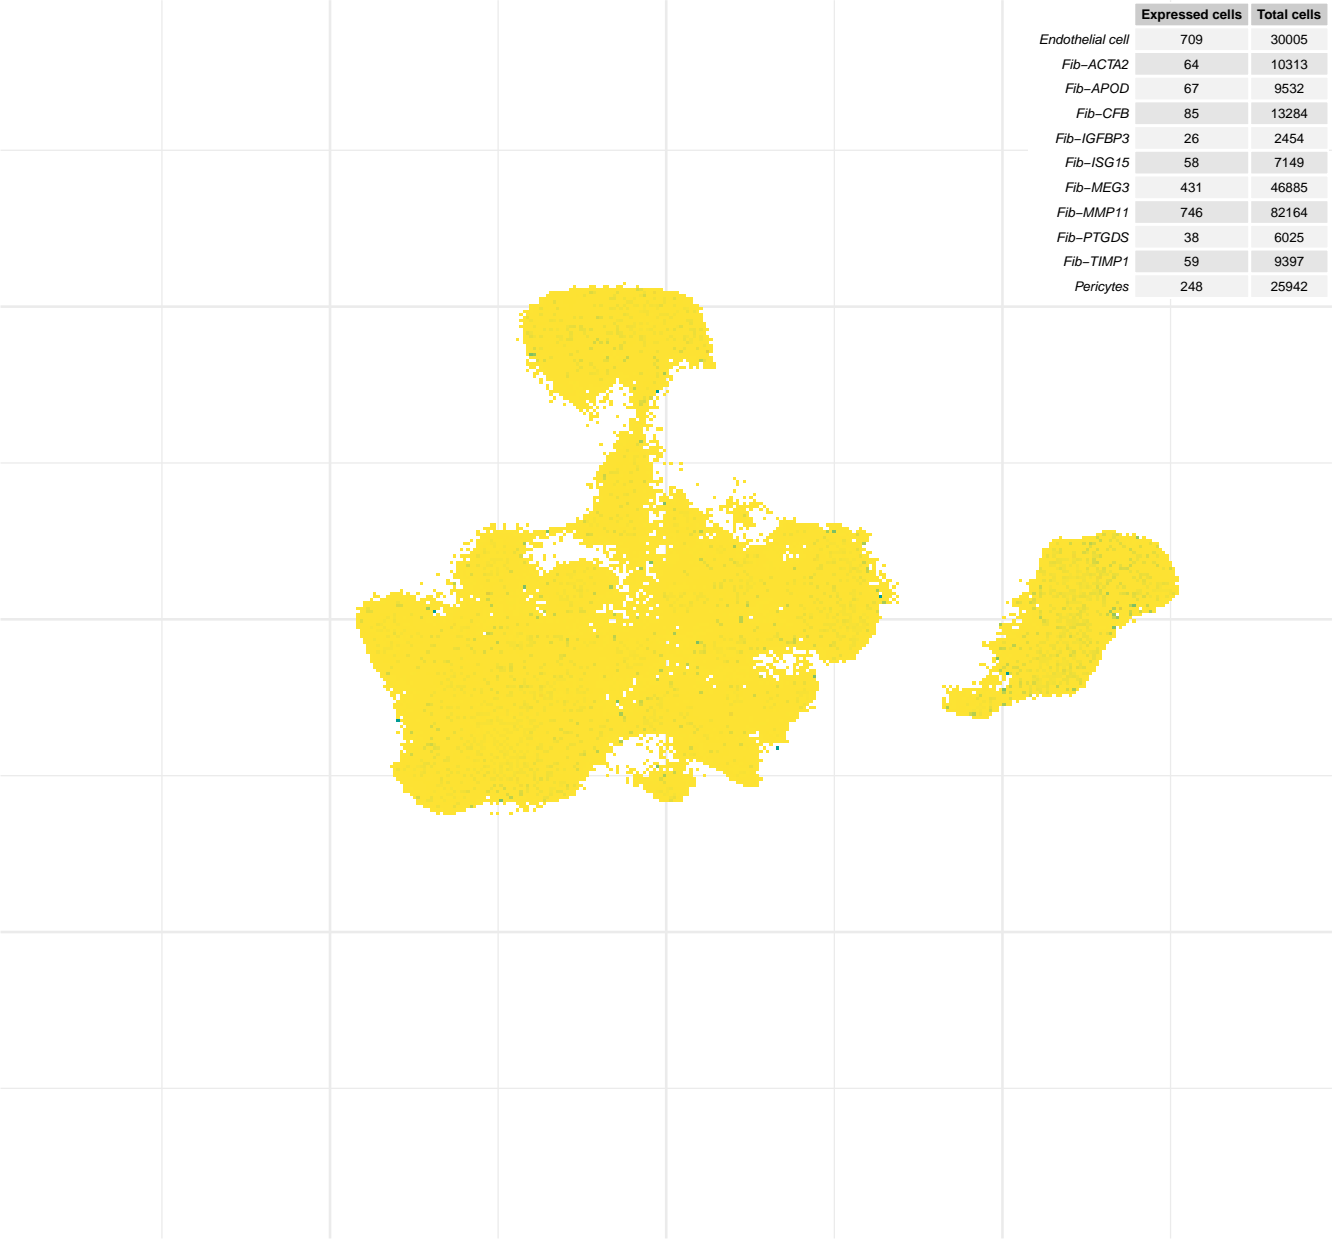 Expressed cells Total cells
Endothelial cell 709 30005
Fib−ACTA2 64 10313
Fib−APOD 67 9532
Fib−CFB 85 13284
Fib−IGFBP3 26 2454
Fib−ISG15 58 7149
Fib−MEG3 431 46885
Fib−MMP11 746 82164
Fib−PTGDS 38 6025
Fib−TIMP1 59 9397
Pericytes 248 25942